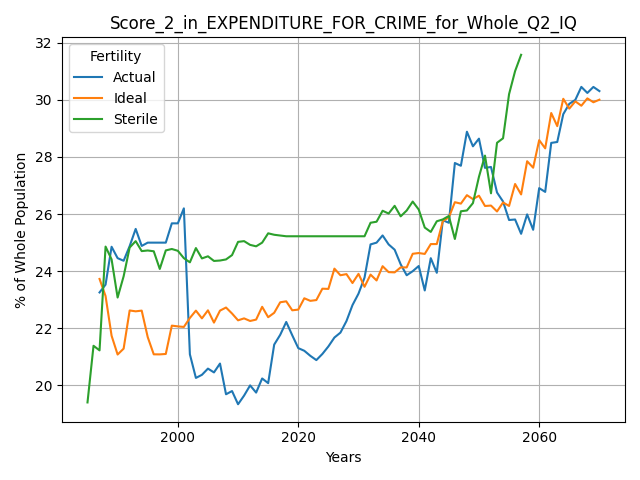 Score_2_in_EXPENDITURE_FOR_CRIME_for_Whole_Q2_IQ
Fertility
Actual
Ideal
Sterile
% of Whole Population
32
30
28
26
24
22
20
2000
2020
2040
2060
Years